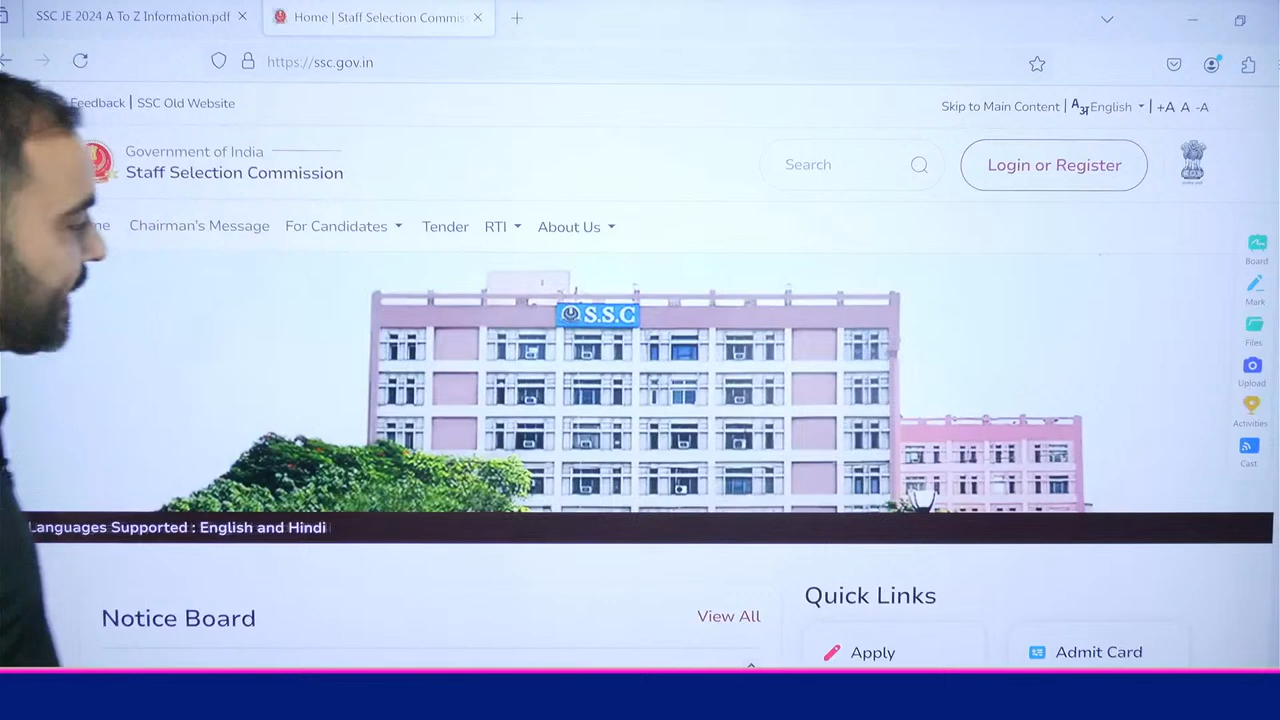 SSC JE 2024 A To Z Information.pdf
Home | Staff Selection Commis
https://ssc.gov.in
Feedback | SSC Old Website
Skip to Main Content | English | +A A -A
Government of India
Staff Selection Commission
Search
Login or Register
me Chairman's Message For Candidates Tender RTI About Us
S.S.C
Board
Mark
Files
Upload
Activities
Cast
Languages Supported : English and Hindi
Notice Board
View All
Quick Links
Apply
Admit Card